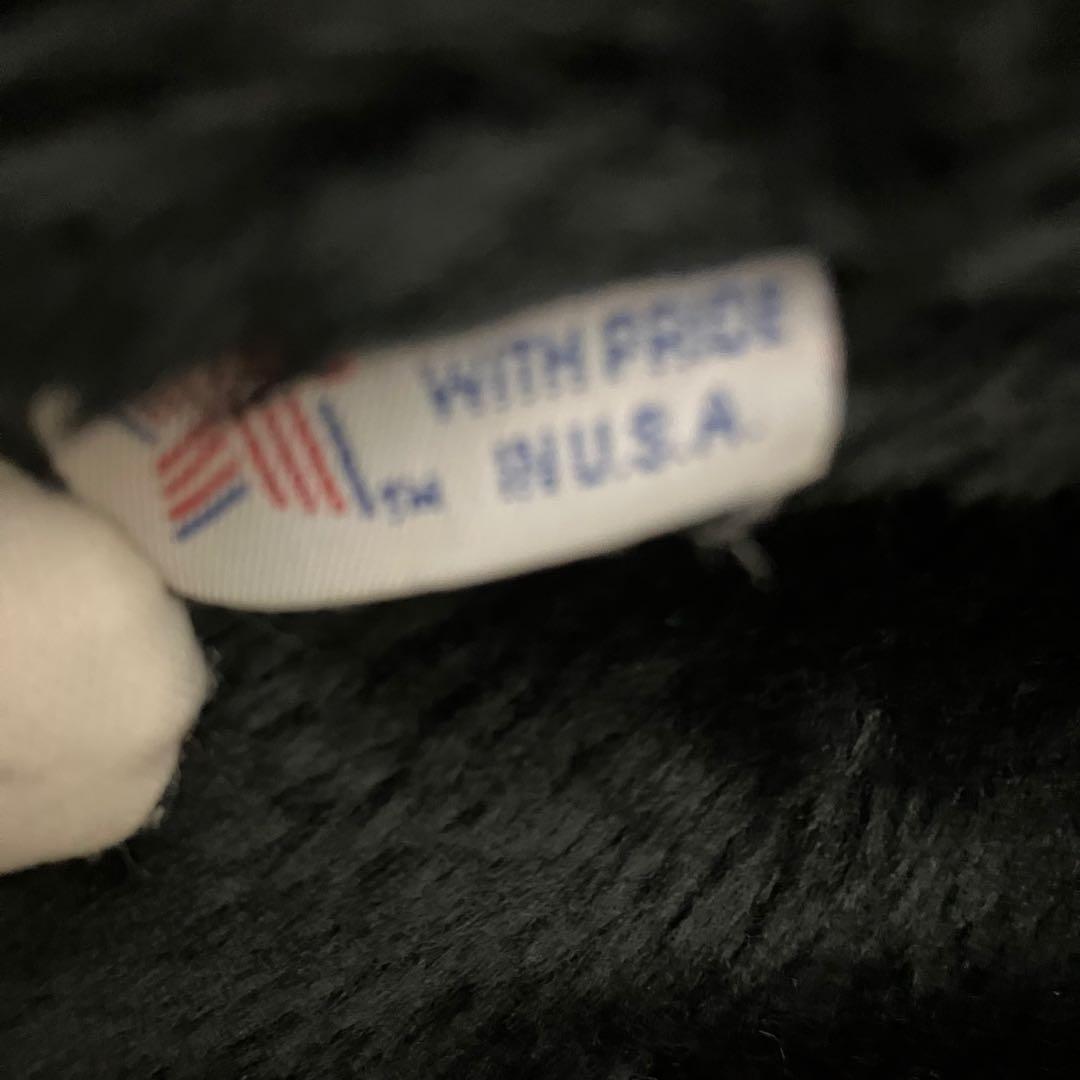 WITH PRIDE
IN U.S.A.
TM